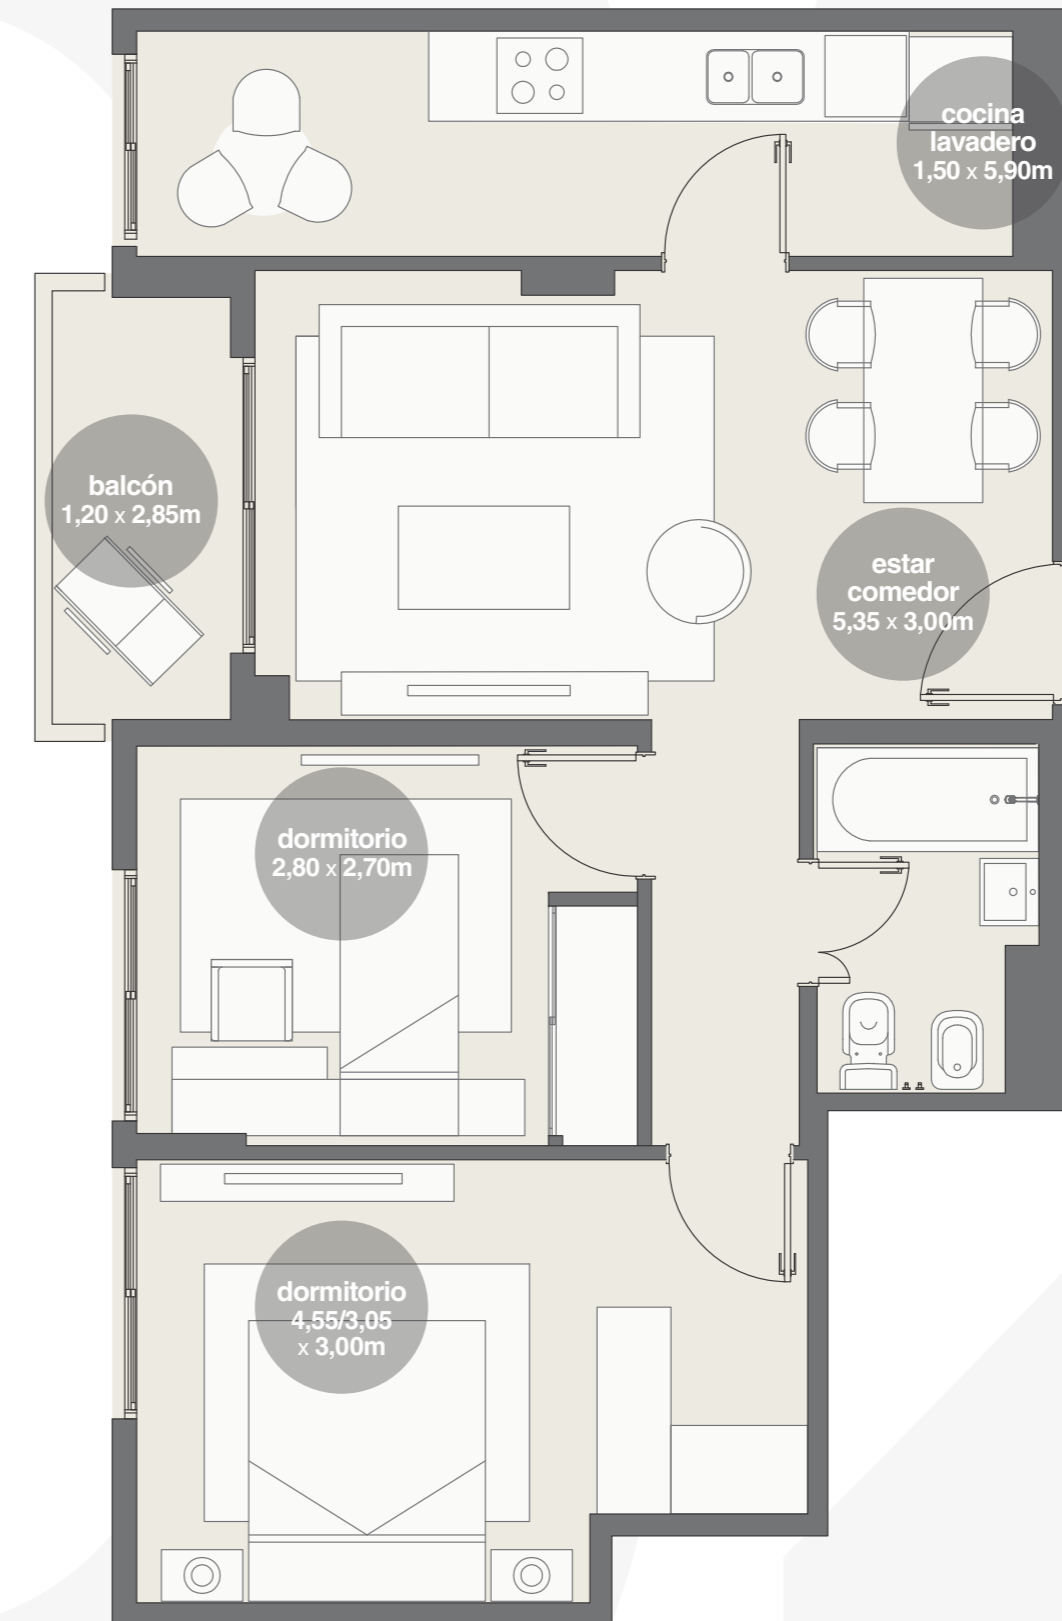 cocina
lavadero
1,50 x 5,90m
balcón
1,20 x 2,85m
estar
comedor
5,35 x 3,00m
dormitorio
2,80 x 2,70m
dormitorio
4,55/3,05
x 3,00m